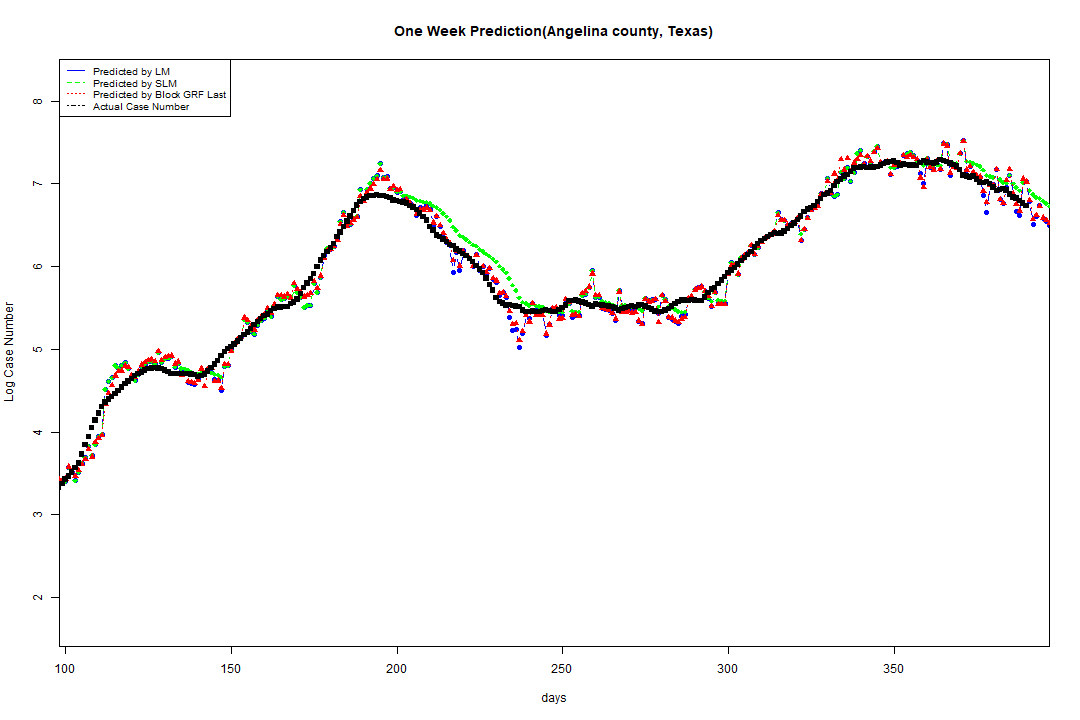 One Week Prediction(Angelina county, Texas)
Predicted by LM
Predicted by SLM
Predicted by Block GRF Last
Actual Case Number
8
7
6
5
4
3
2
Log Case Number
100 150 200 250 300 350
days